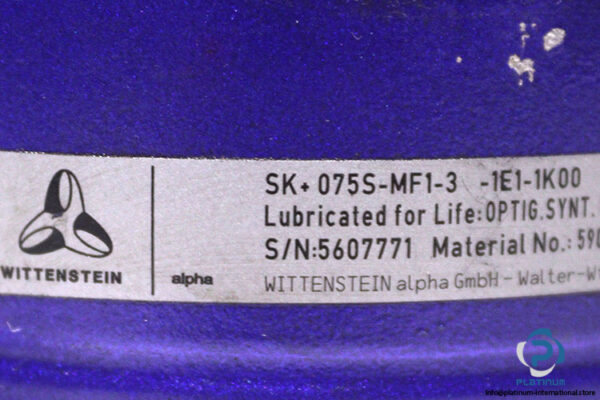 SK+ 075S-MF1-3 -1E1-1K00
Lubricated for Life:OPTIG.SYNT.
S/N:5607771 Material No.:
WITTENSTEIN alpha
WITTENSTEIN alpha GmbH - Walter-
PLATINUM
info@platinum-international.store